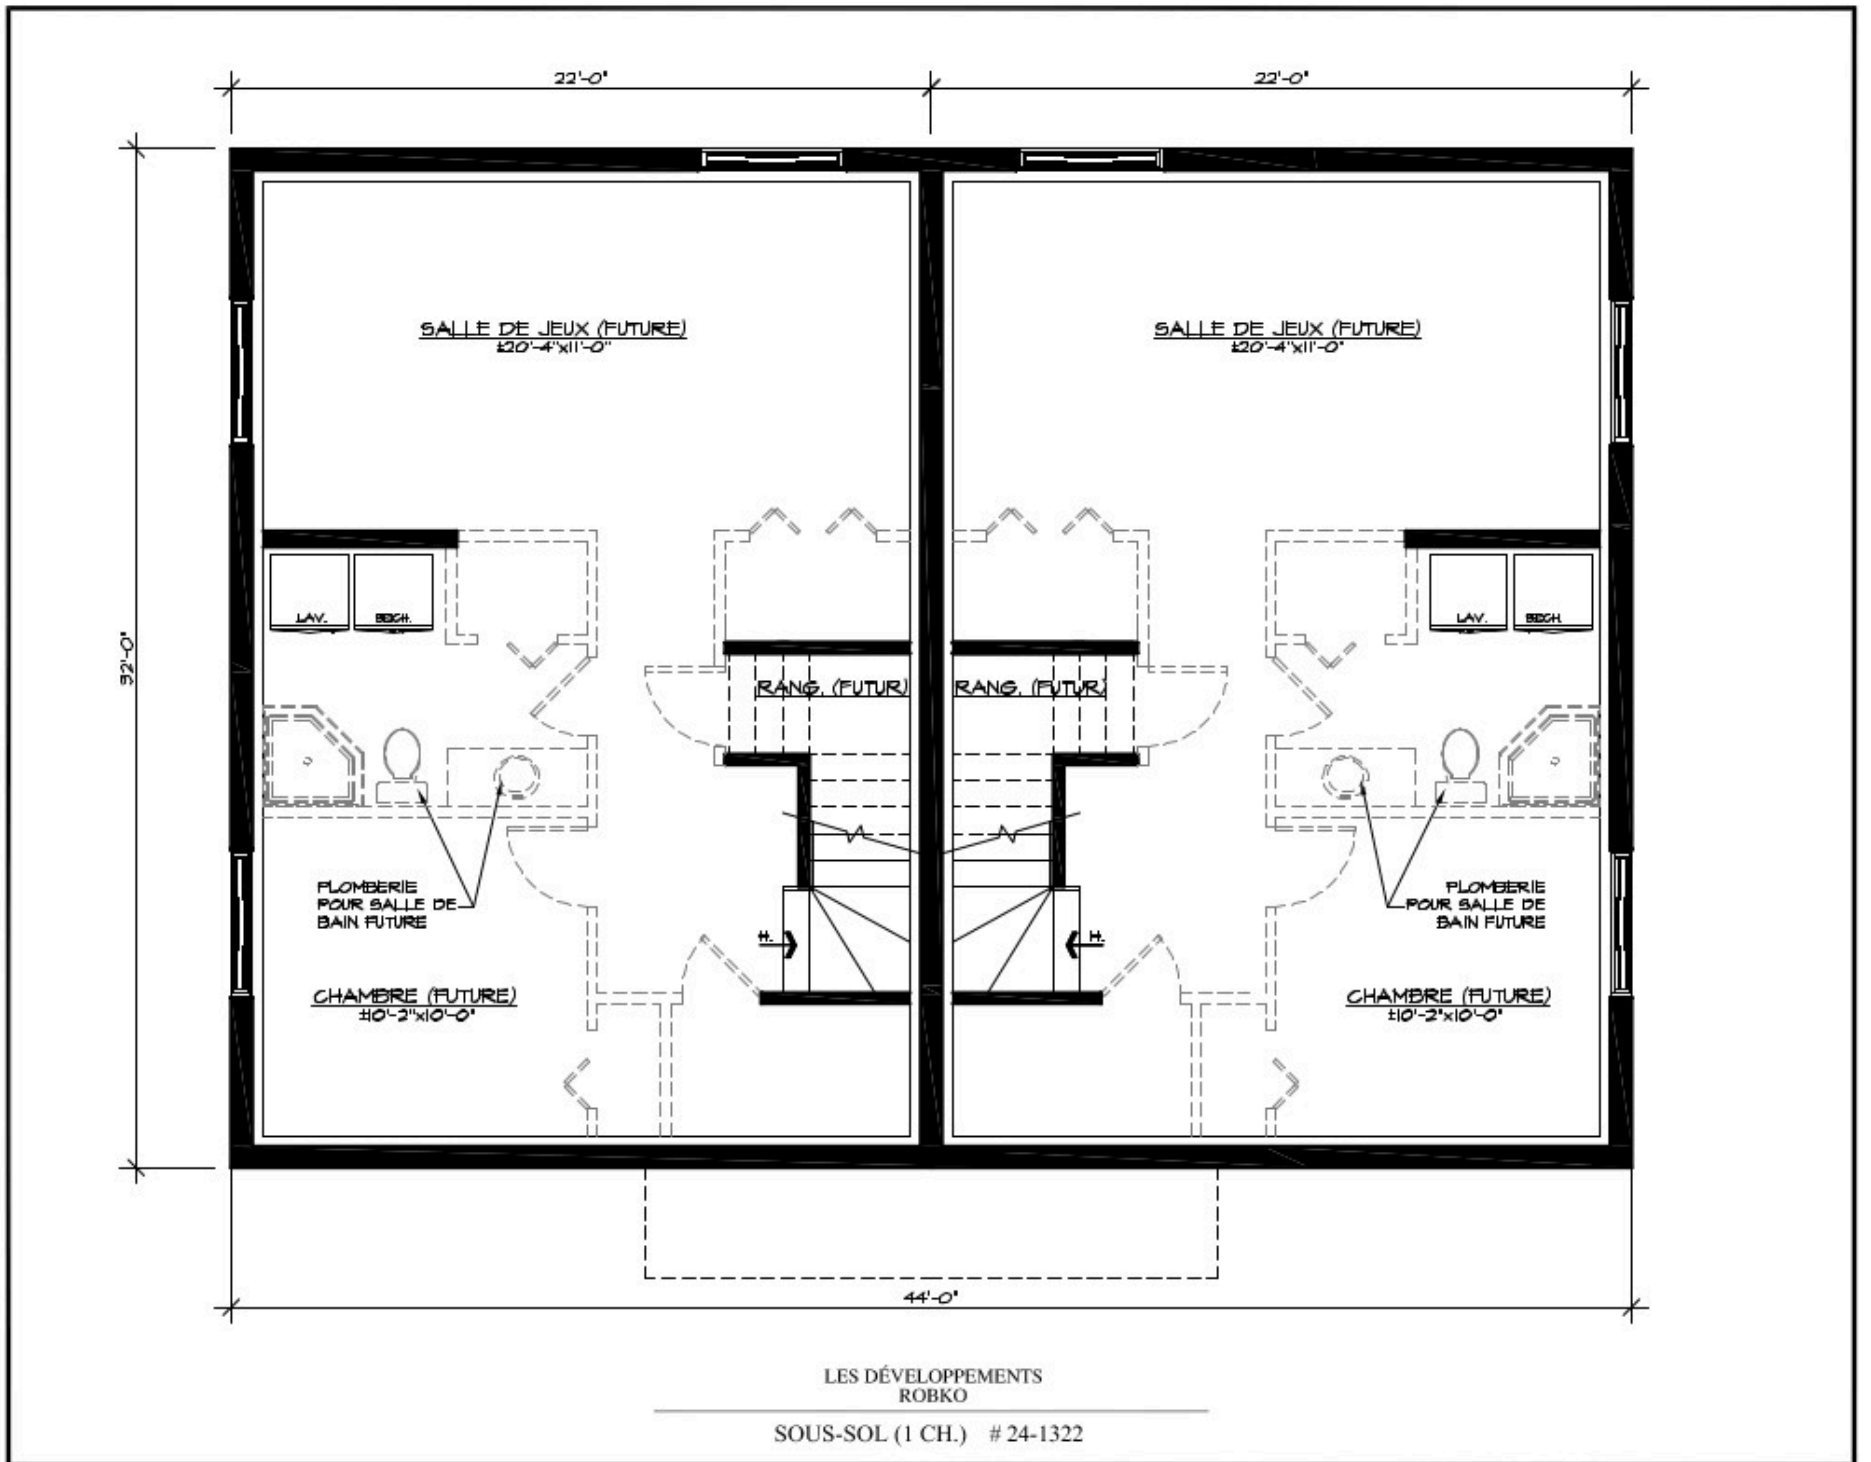 22'-0" 22'-0"
SALLE DE JEUX (FUTURE)
±20'-4"x11'-0"
SALLE DE JEUX (FUTURE)
±20'-4"x11'-0"
32'-0"
LAV. SECH.
LAV. SECH.
RANG. (FUTUR)
RANG. (FUTUR)
PLOMBERIE
POUR SALLE DE
BAIN FUTURE
PLOMBERIE
POUR SALLE DE
BAIN FUTURE
H.
H.
CHAMBRE (FUTURE)
±10'-2"x10'-0"
CHAMBRE (FUTURE)
±10'-2"x10'-0"
44'-0"
LES DÉVELOPPEMENTS
ROBKO
SOUS-SOL (1 CH.) # 24-1322